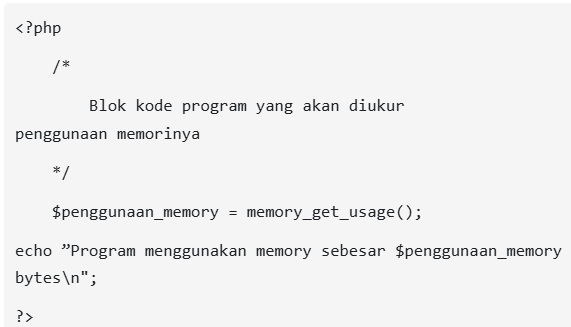 <?php
/*
Blok kode program yang akan diukur
penggunaan memorinya
*/
$penggunaan_memory = memory_get_usage();
echo ”Program menggunakan memory sebesar $penggunaan_memory
bytes\n";
?>